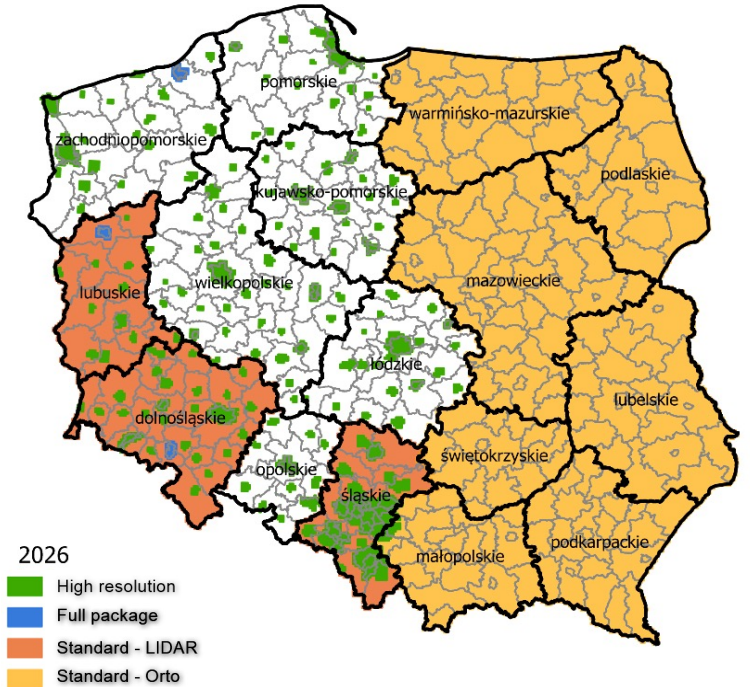 pomorskie
warmińsko-mazurskie
zachodniopomorskie
podlaskie
kujawsko-pomorskie
mazowieckie
wielkopolskie
lubuskie
łódzkie
lubelskie
dolnośląskie
świętokrzyskie
opolskie
śląskie
podkarpackie
małopolskie
2026
High resolution
Full package
Standard - LIDAR
Standard - Orto